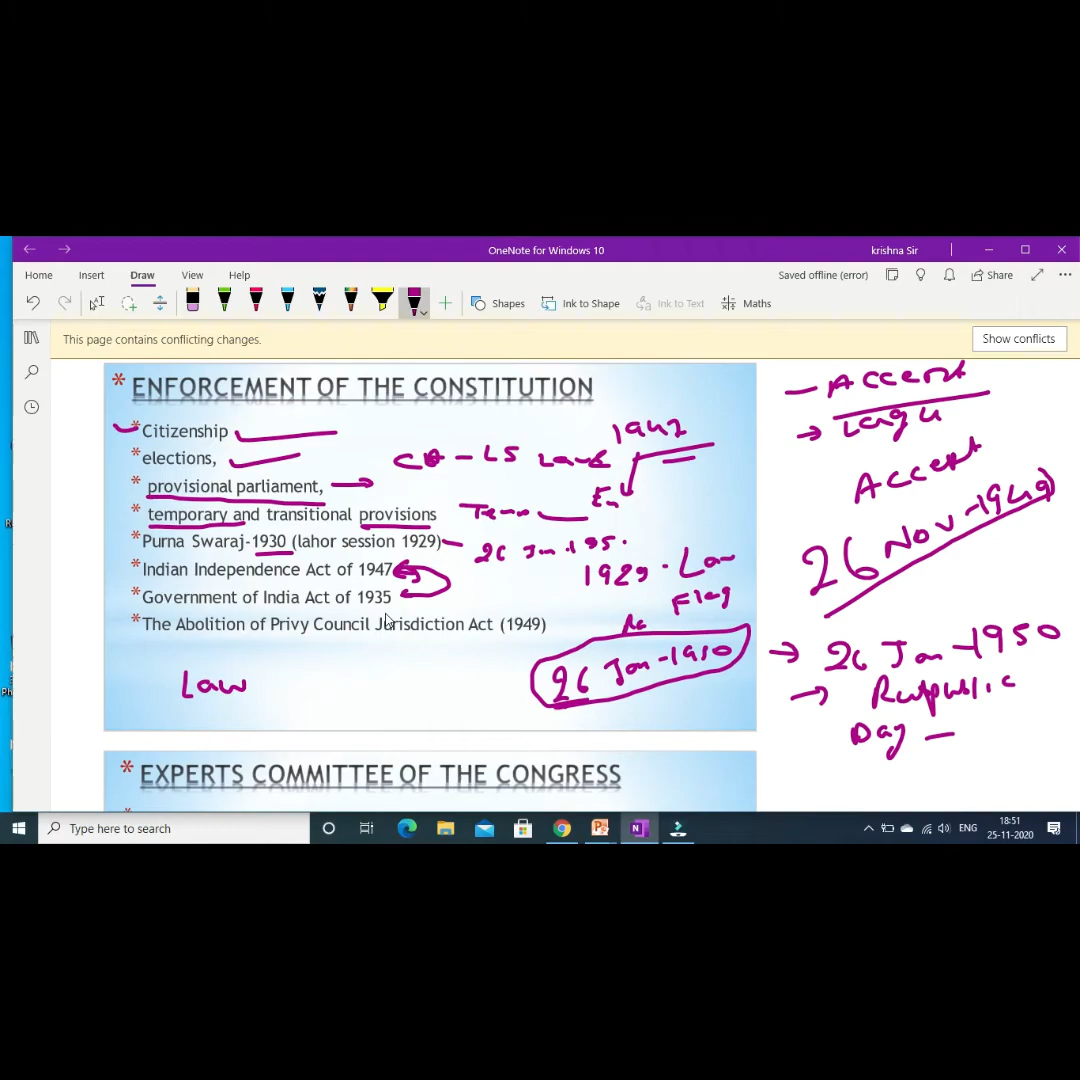 OneNote for Windows 10
krishna Sir
Home Insert Draw View Help
Saved offline (error)
Share
Shapes
Ink to Shape
Ink to Text
Maths
This page contains conflicting changes.
Show conflicts
* ENFORCEMENT OF THE CONSTITUTION
* Citizenship
* elections,
* provisional parliament,
* temporary and transitional provisions
* Purna Swaraj-1930 (lahor session 1929)
* Indian Independence Act of 1947
* Government of India Act of 1935
* The Abolition of Privy Council Jurisdiction Act (1949)
Law
1947
26 Jan
1929
Flag
26 Jan -1950
Accept
Accept
26 Nov -1949
26 Jan -1950
Day
* EXPERTS COMMITTEE OF THE CONGRESS
Type here to search
ENG
18:51
25-11-2020